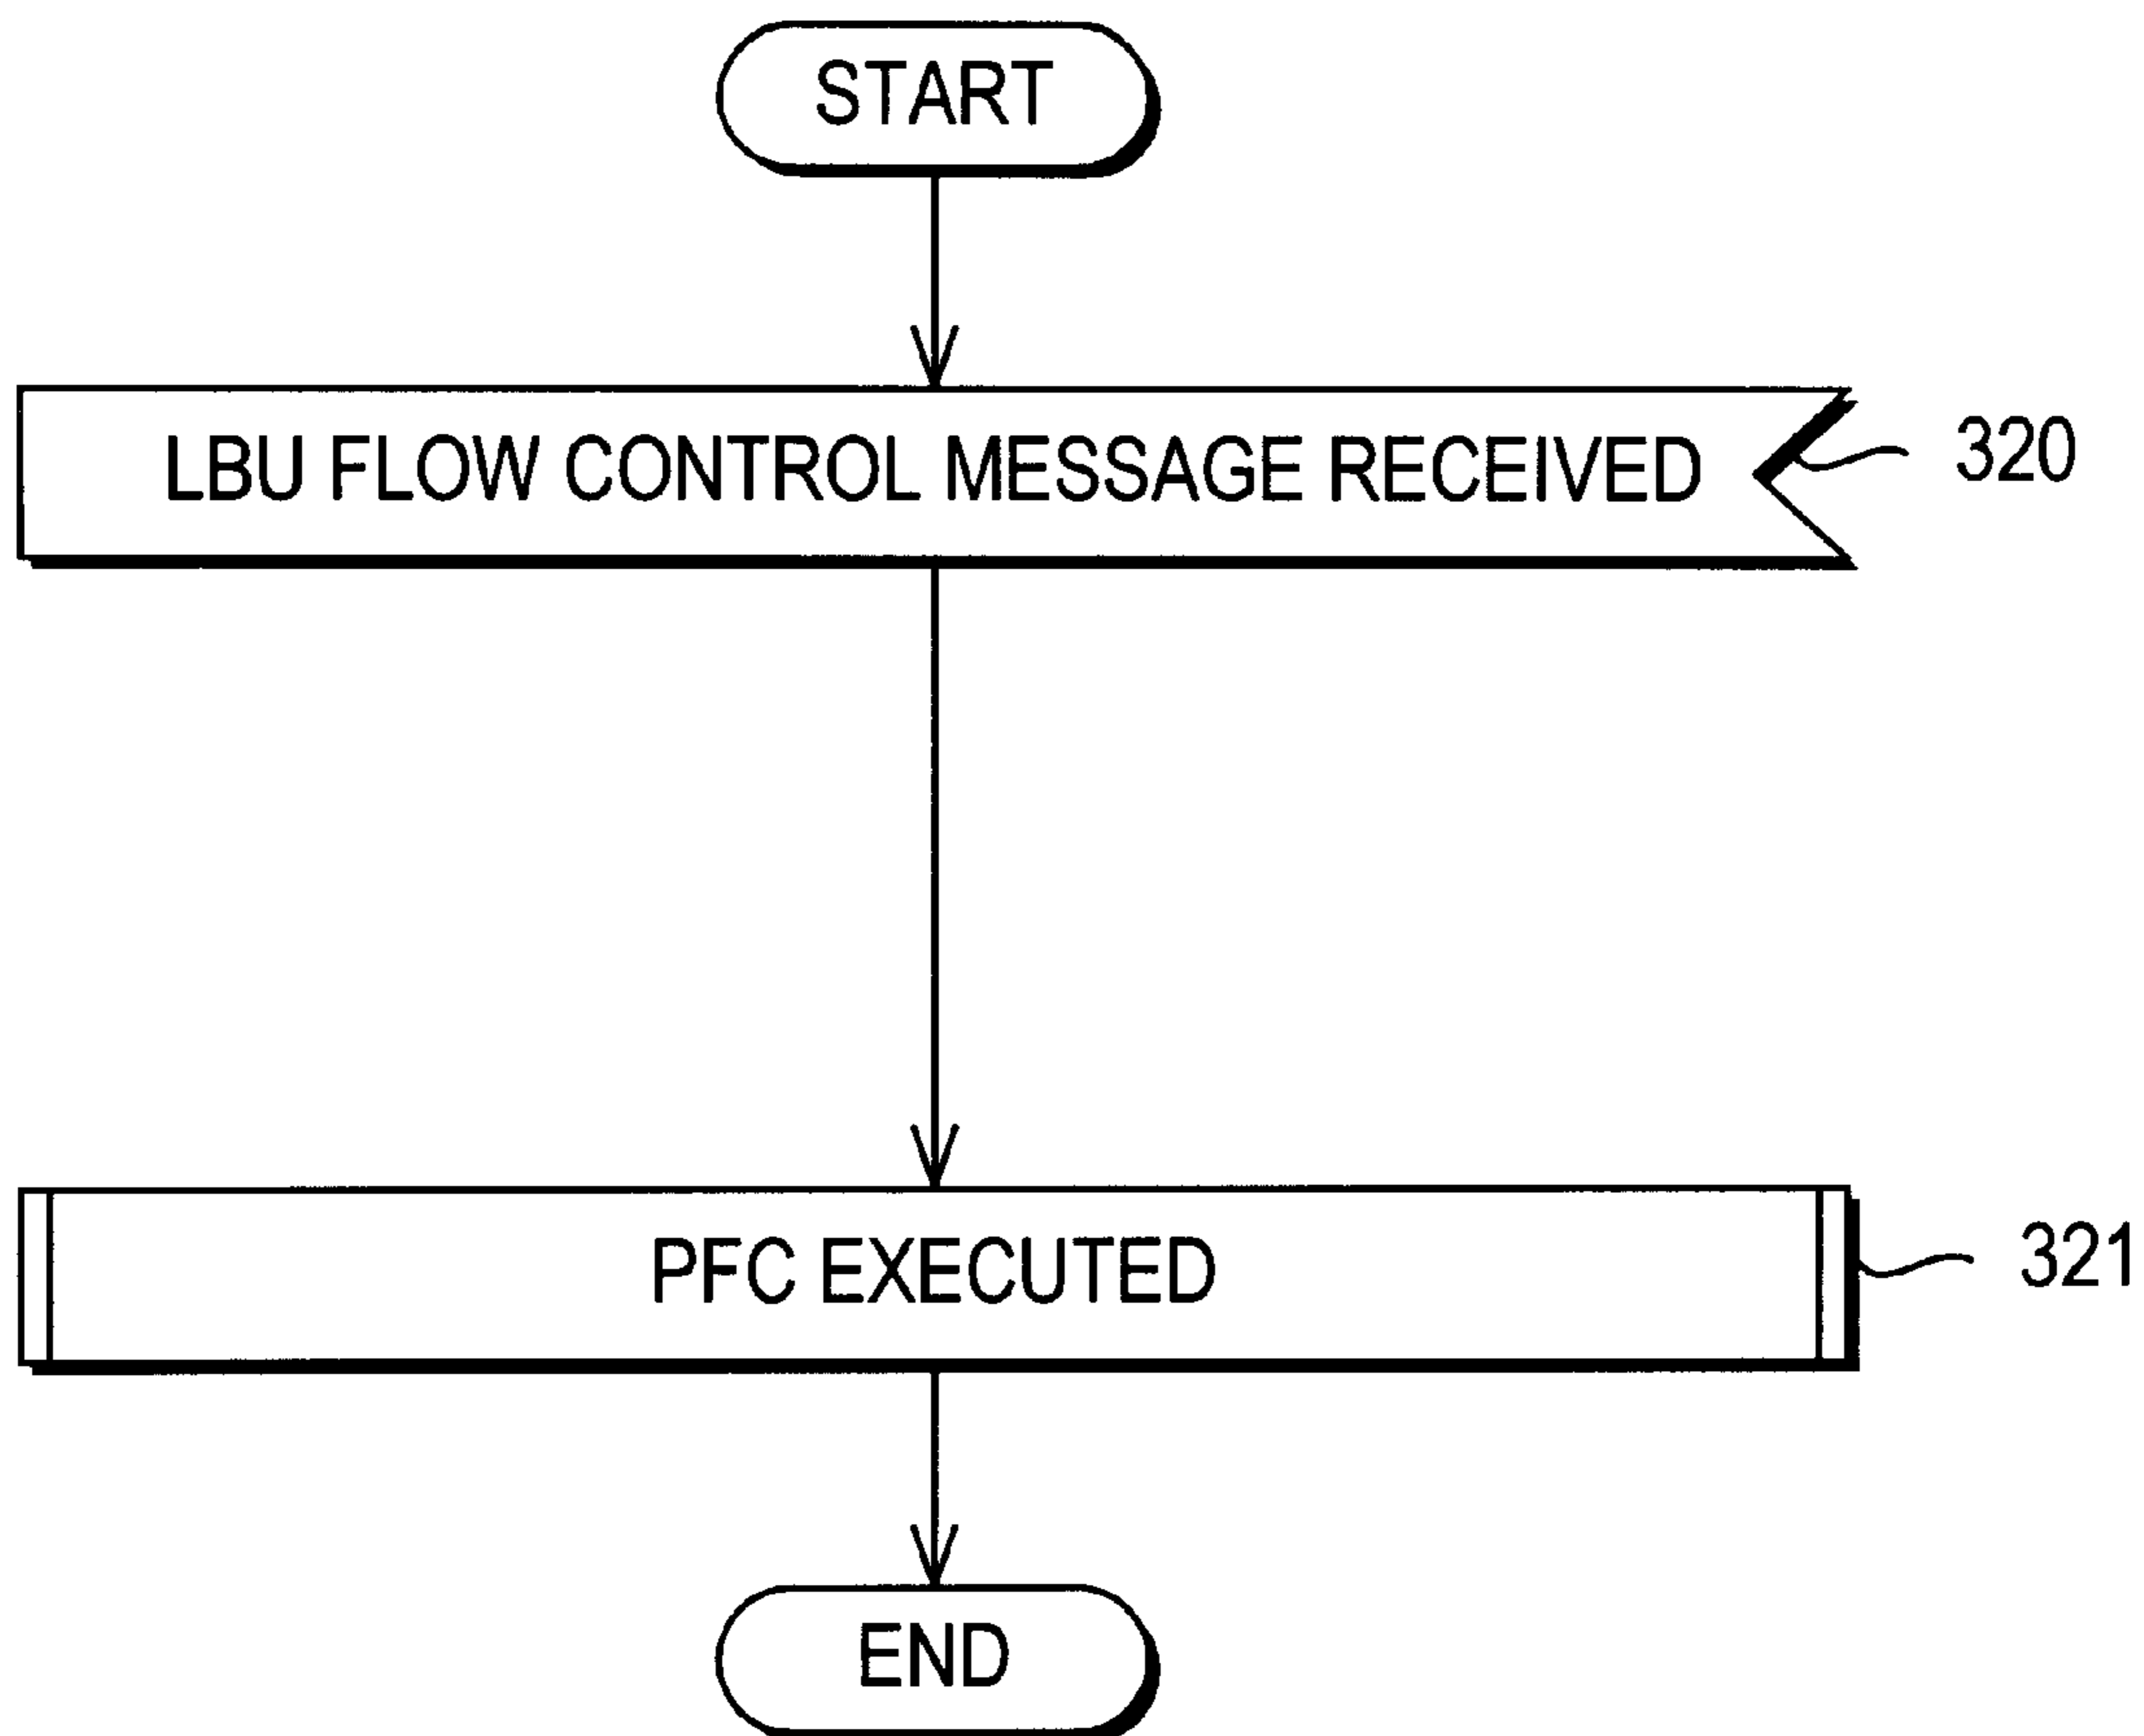 START
LBU FLOW CONTROL MESSAGE RECEIVED
320
PFC EXECUTED
321
END